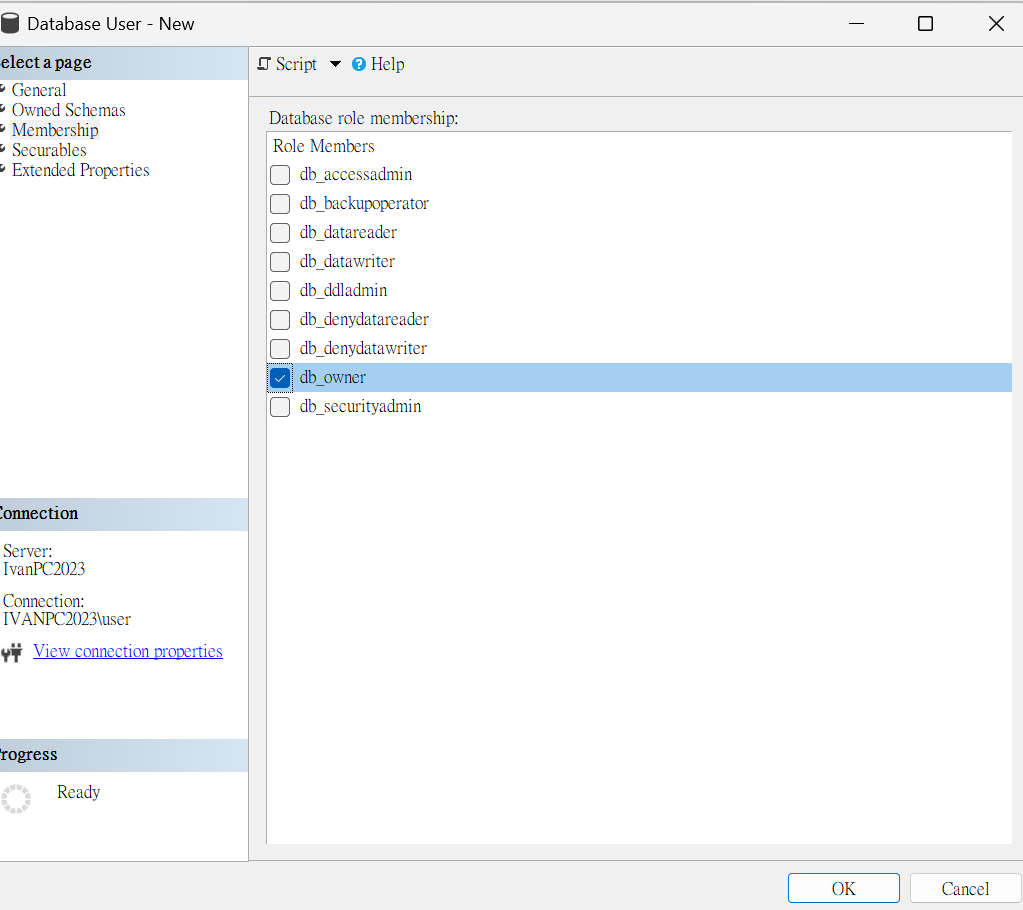 Database User - New
elect a page
General
Owned Schemas
Membership
Securables
Extended Properties
Script
Help
Database role membership:
Role Members
db_accessadmin
db_backupoperator
db_datareader
db_datawriter
db_ddladmin
db_denydatareader
db_denydatawriter
db_owner
db_securityadmin
Connection
Server:
IvanPC2023
Connection:
IVANPC2023\user
View connection properties
rogress
Ready
OK
Cancel